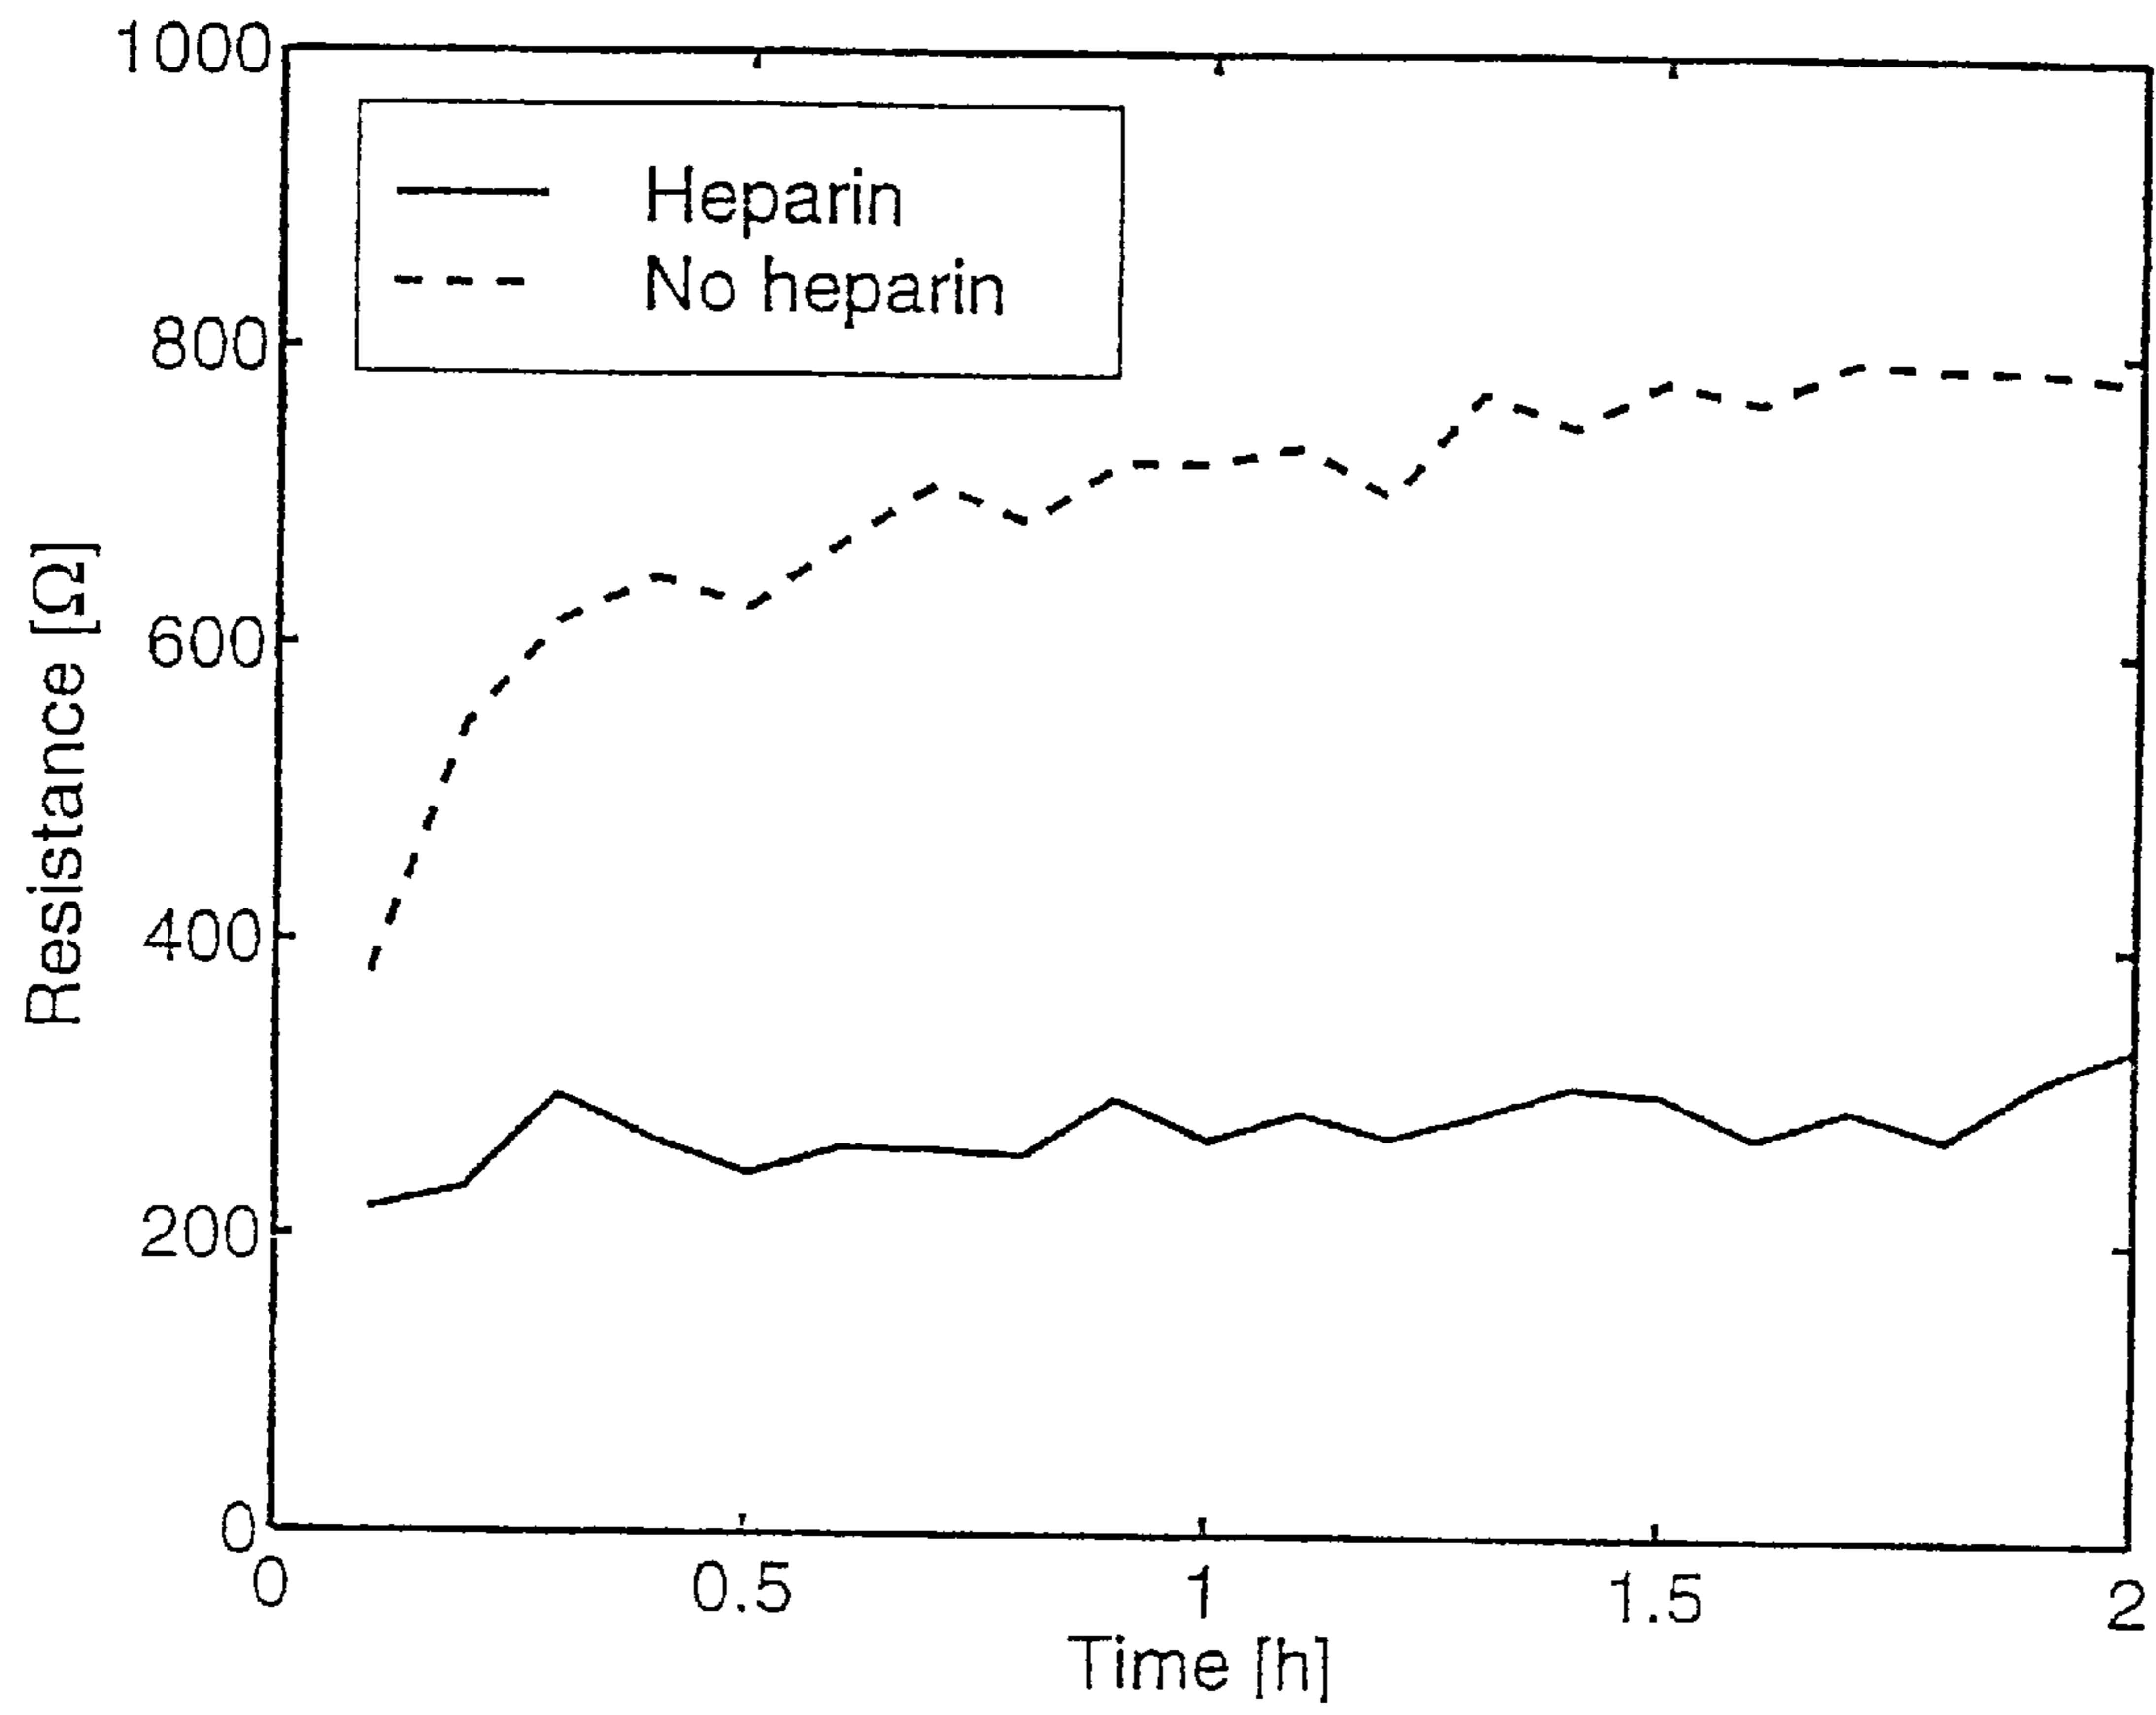 1000
Heparin
No heparin
800
600
400
200
0
0 0.5 1 1.5 2
Time [h]
Resistance [Ω]